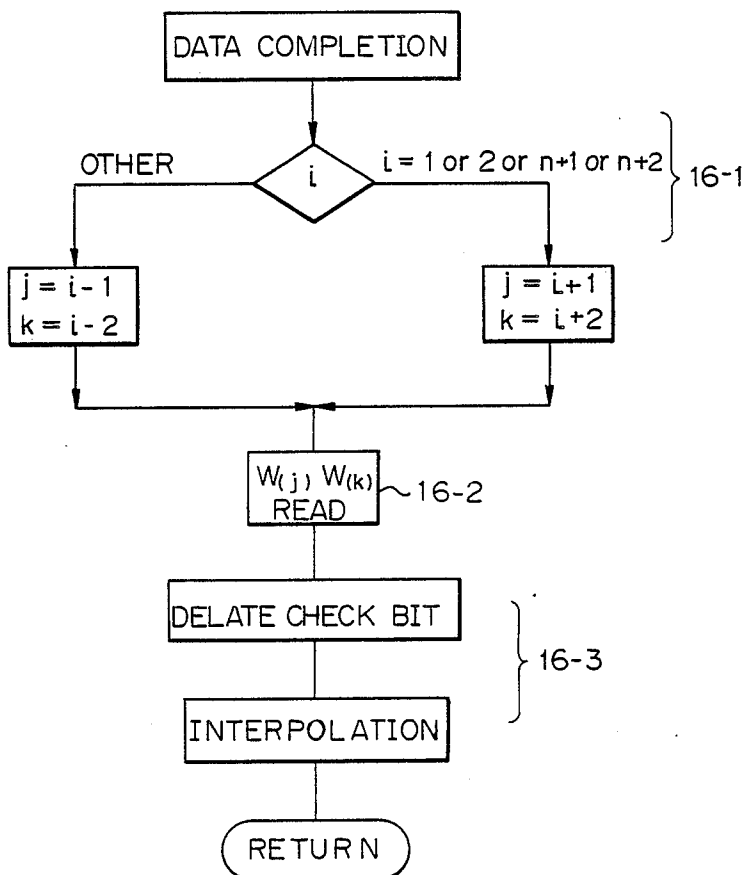 DATA COMPLETION
OTHER
i
i = 1 or 2 or n+1 or n+2
16-1
j = i-1
k = i-2
j = i+1
k = i+2
W(j) W(k)
READ
16-2
DELATE CHECK BIT
16-3
INTERPOLATION
RETURN